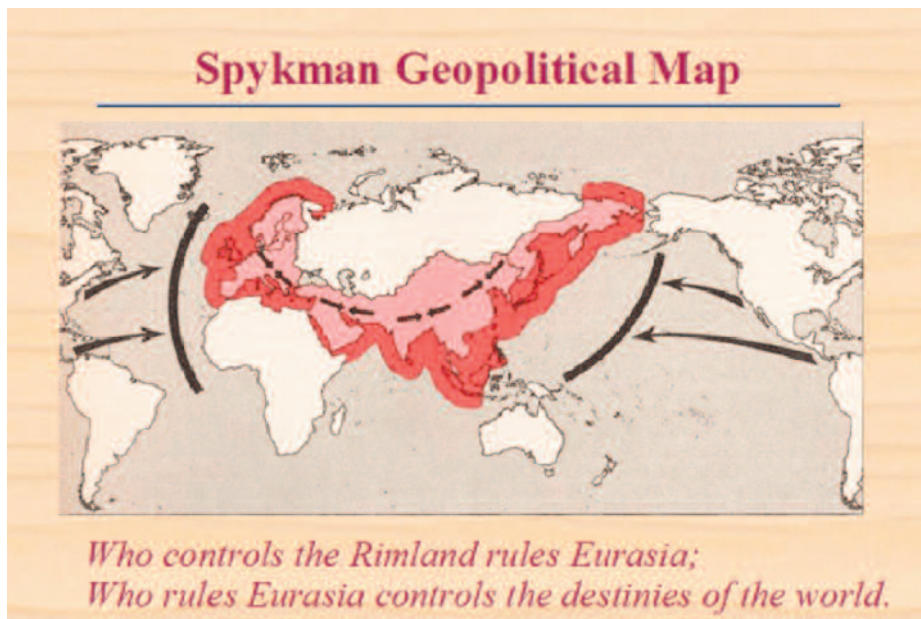 Spykman Geopolitical Map
Who controls the Rimland rules Eurasia;
Who rules Eurasia controls the destinies of the world.